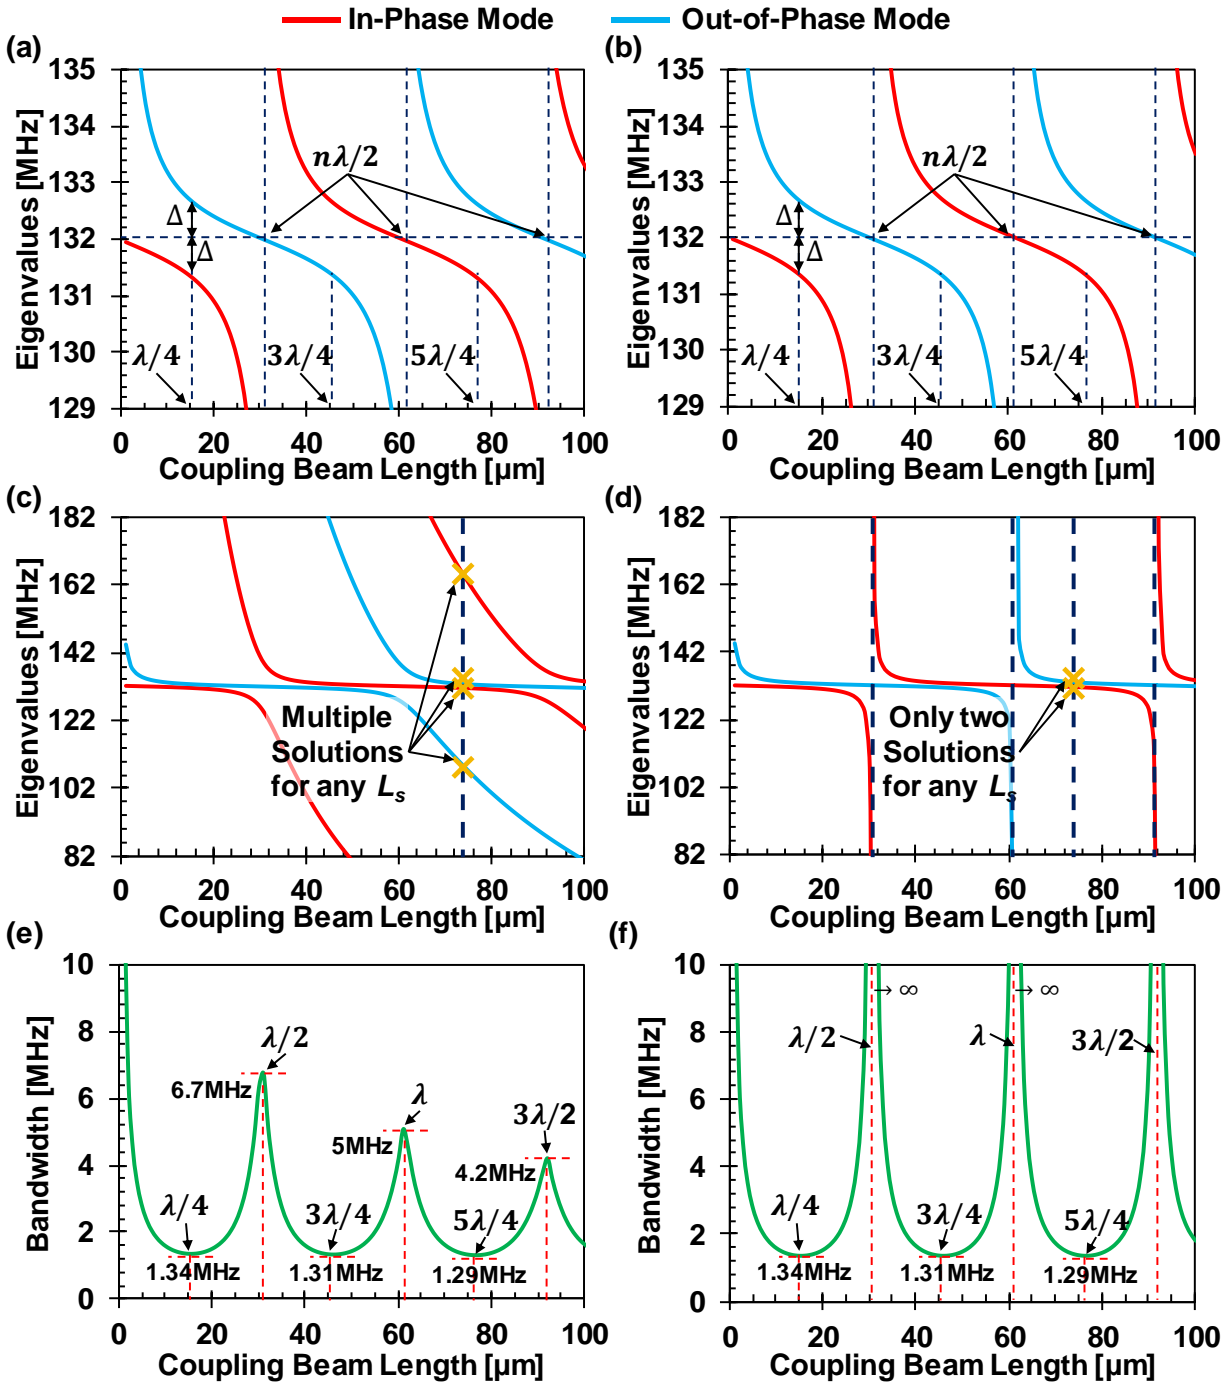 In-Phase Mode
Out-of-Phase Mode
(a)
135
134
133
132
131
130
129
Eigenvalues [MHz]
nλ/2
Δ
Δ
λ/4
3λ/4
5λ/4
0 20 40 60 80 100
Coupling Beam Length [µm]
(b)
135
134
133
132
131
130
129
Eigenvalues [MHz]
nλ/2
Δ
Δ
λ/4
3λ/4
5λ/4
0 20 40 60 80 100
Coupling Beam Length [µm]
(c)
182
162
142
122
102
82
Eigenvalues [MHz]
Multiple
Solutions
for any Ls
0 20 40 60 80 100
Coupling Beam Length [µm]
(d)
182
162
142
122
102
82
Eigenvalues [MHz]
Only two
Solutions
for any Ls
0 20 40 60 80 100
Coupling Beam Length [µm]
(e)
10
8
6
4
2
0
Bandwidth [MHz]
λ/2
6.7MHz
λ
5MHz
3λ/2
4.2MHz
λ/4
3λ/4
5λ/4
1.34MHz
1.31MHz
1.29MHz
0 20 40 60 80 100
Coupling Beam Length [µm]
(f)
10
8
6
4
2
0
Bandwidth [MHz]
→ ∞
→ ∞
λ/2
λ
3λ/2
λ/4
3λ/4
5λ/4
1.34MHz
1.31MHz
1.29MHz
0 20 40 60 80 100
Coupling Beam Length [µm]